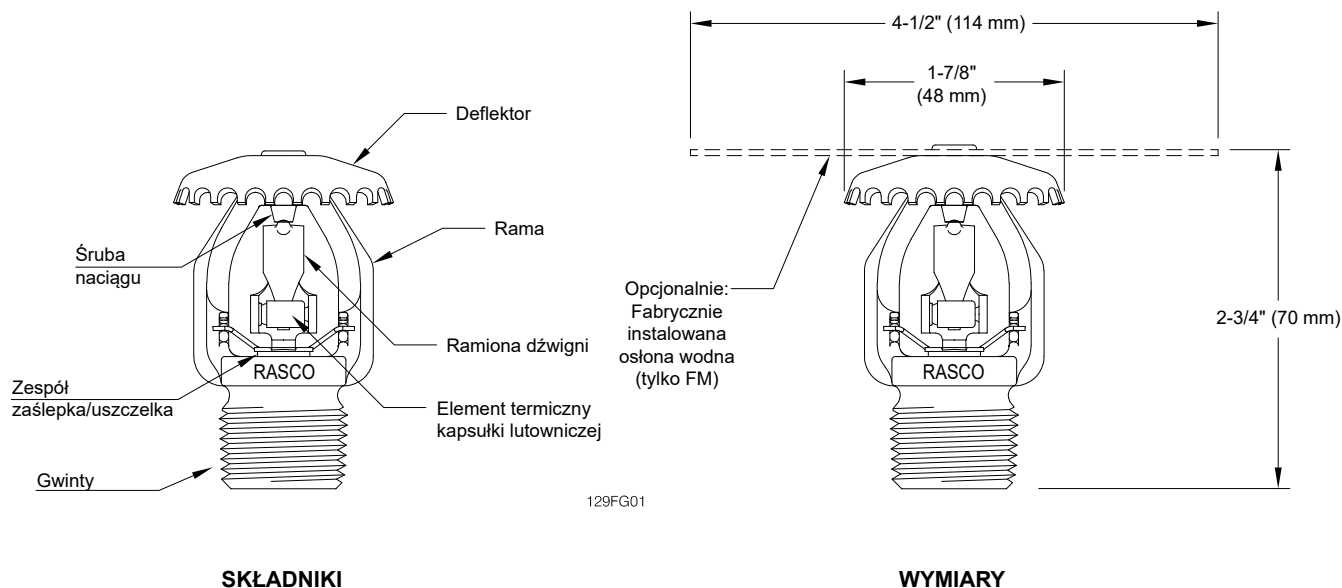 Deflektor
Rama
Śruba
naciągu
Ramiona dźwigni
RASCO
Zespół
zaślepka/uszczelka
Element termiczny
kapsułki lutowniczej
Gwinty
129FG01
SKŁADNIKI
4-1/2" (114 mm)
1-7/8"
(48 mm)
Opcjonalnie:
Fabrycznie
instalowana
osłona wodna
(tylko FM)
2-3/4" (70 mm)
RASCO
WYMIARY